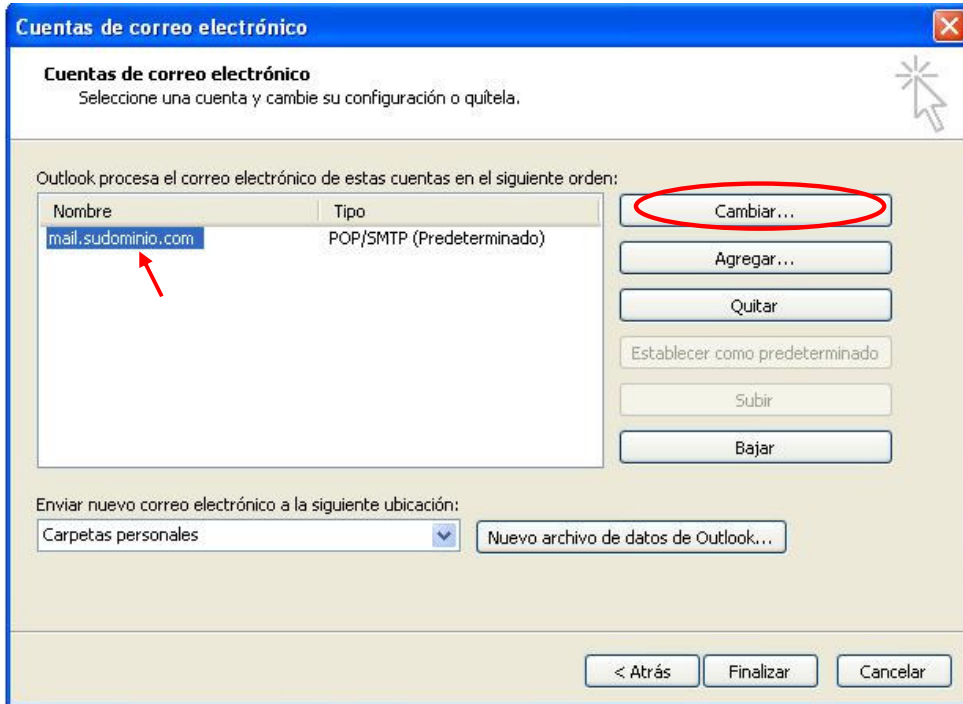 Cuentas de correo electrónico
Cuentas de correo electrónico
Seleccione una cuenta y cambie su configuración o quítela.
Outlook procesa el correo electrónico de estas cuentas en el siguiente orden:
Nombre Tipo
mail.sudominio.com POP/SMTP (Predeterminado)
Cambiar...
Agregar...
Quitar
Establecer como predeterminado
Subir
Bajar
Enviar nuevo correo electrónico a la siguiente ubicación:
Carpetas personales
Nuevo archivo de datos de Outlook...
< Atrás Finalizar Cancelar